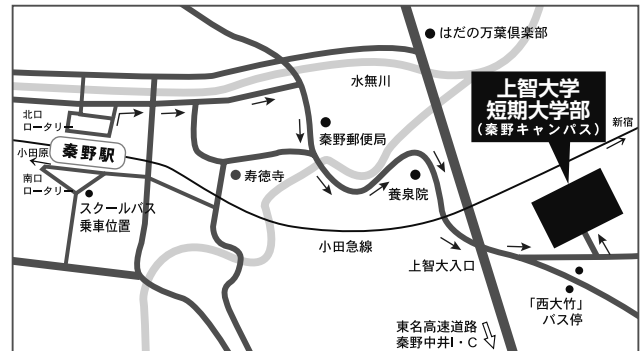 はだの万葉倶楽部
上智大学
短期大学部
(秦野キャンパス)
水無川
新宿
北口
ロータリー
秦野郵便局
小田原
秦野駅
南口
ロータリー
寿徳寺
養泉院
スクールバス
乗車位置
小田急線
上智大入口
「西大竹」
バス停
東名高速道路
秦野中井I・C